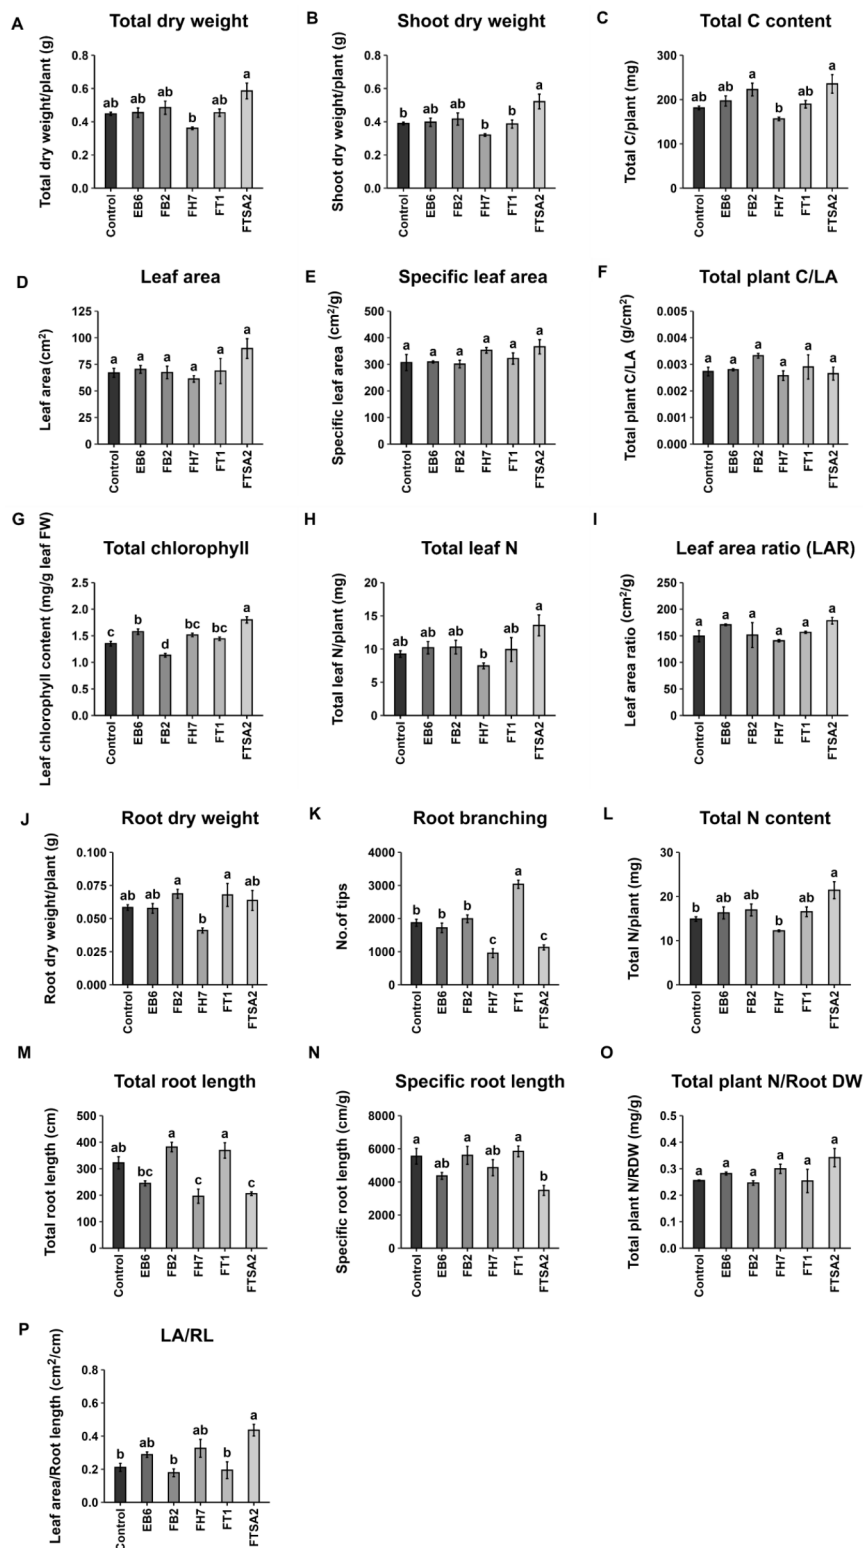 A
Total dry weight
Total dry weight/plant (g)
0.8
0.6
0.4
0.2
0.0
ab ab ab b ab a
Control EB6 FB2 FH7 FT1 FTSA2
B
Shoot dry weight
Shoot dry weight/plant (g)
0.8
0.6
0.4
0.2
0.0
b ab ab b b a
Control EB6 FB2 FH7 FT1 FTSA2
C
Total C content
Total C/plant (mg)
300
200
100
0
ab ab a b ab a
Control EB6 FB2 FH7 FT1 FTSA2
D
Leaf area
Leaf area (cm²)
125
100
75
50
25
0
a a a a a a
Control EB6 FB2 FH7 FT1 FTSA2
E
Specific leaf area
Specific leaf area (cm²/g)
500
400
300
200
100
0
a a a a a a
Control EB6 FB2 FH7 FT1 FTSA2
F
Total plant C/LA
Total plant C/LA (g/cm²)
0.005
0.004
0.003
0.002
0.001
0.000
a a a a a a
Control EB6 FB2 FH7 FT1 FTSA2
G
Total chlorophyll
Leaf chlorophyll content (mg/g leaf FW)
2.5
2.0
1.5
1.0
0.5
0.0
c b d bc bc a
Control EB6 FB2 FH7 FT1 FTSA2
H
Total leaf N
Total leaf N/plant (mg)
20
15
10
5
0
ab ab ab b ab a
Control EB6 FB2 FH7 FT1 FTSA2
I
Leaf area ratio (LAR)
Leaf area ratio (cm²/g)
250
200
150
100
50
0
a a a a a a
Control EB6 FB2 FH7 FT1 FTSA2
J
Root dry weight
Root dry weight/plant (g)
0.100
0.075
0.050
0.025
0.000
ab ab a b a ab
Control EB6 FB2 FH7 FT1 FTSA2
K
Root branching
No.of tips
4000
3000
2000
1000
0
b b b c a c
Control EB6 FB2 FH7 FT1 FTSA2
L
Total N content
Total N/plant (mg)
30
20
10
0
b ab ab b ab a
Control EB6 FB2 FH7 FT1 FTSA2
M
Total root length
Total root length (cm)
500
400
300
200
100
0
ab bc a c a c
Control EB6 FB2 FH7 FT1 FTSA2
N
Specific root length
Specific root length (cm/g)
8000
6000
4000
2000
0
a ab a ab a b
Control EB6 FB2 FH7 FT1 FTSA2
O
Total plant N/Root DW
Total plant N/RDW (mg/g)
0.5
0.4
0.3
0.2
0.1
0.0
a a a a a a
Control EB6 FB2 FH7 FT1 FTSA2
P
LA/RL
Leaf area/Root length (cm²/cm)
0.8
0.6
0.4
0.2
0.0
b ab b ab b a
Control EB6 FB2 FH7 FT1 FTSA2